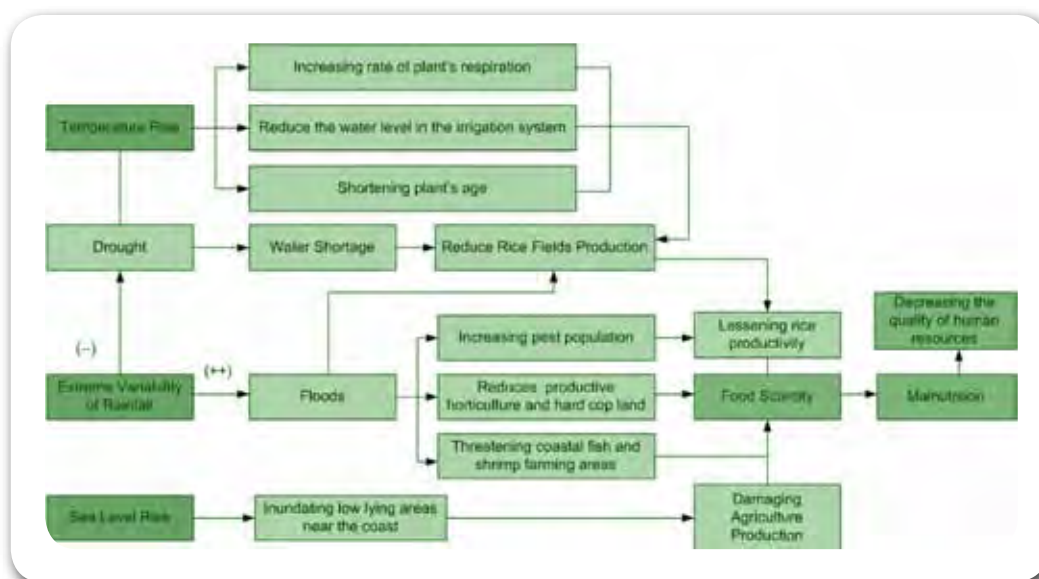 Increasing rate of plant's respiration
Temperature Rise
Reduce the water level in the irrigation system
Shortening plant's age
Drought
Water Shortage
Reduce Rice Fields Production
Decreasing the
quality of human
resources
(--)
Increasing pest population
Lessening rice
productivity
Extreme Variability
of Rainfall
(++)
Floods
Reduces productive
horticulture and hard cop land
Food Scarcity
Malnutrition
Threatening coastal fish and
shrimp farming areas
Sea Level Rise
Inundating low lying areas
near the coast
Damaging
Agriculture
Production